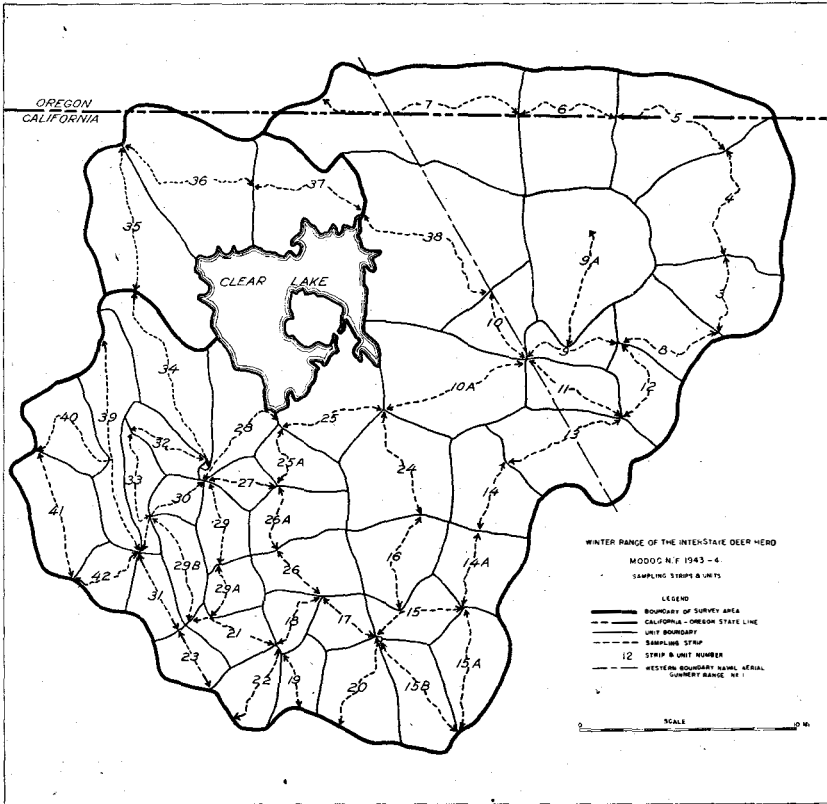 OREGON
CALIFORNIA
7
6
5
36
37
4
35
38
9A
CLEAR LAKE
3
10
9
8
34
11
12
10A
39
40
28
25
13
32
24
25A
33
27
14
30
26A
41
29
16
14A
29B
26
42
29A
15
31
18
17
21
23
15A
22
19
20
15B
WINTER RANGE OF THE INTERSTATE DEER HERD
MODOC N.F 1943-4
SAMPLING STRIPS & UNITS
LEGEND
BOUNDARY OF SURVEY AREA
CALIFORNIA - OREGON STATE LINE
UNIT BOUNDARY
SAMPLING STRIP
12 STRIP & UNIT NUMBER
WESTERN BOUNDARY NAVAL AERIAL
GUNNERY RANGE Nº 1
SCALE
0 10 Mi